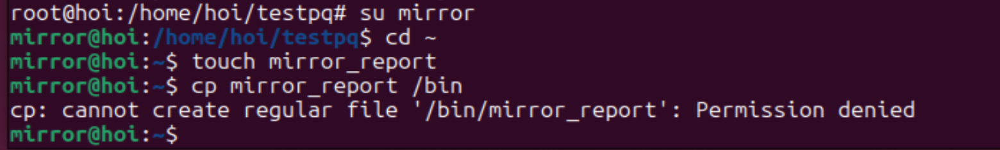 root@hoi:/home/hoi/testpq# su mirror
mirror@hoi:/home/hoi/testpq$ cd ~
mirror@hoi:~$ touch mirror_report
mirror@hoi:~$ cp mirror_report /bin
cp: cannot create regular file '/bin/mirror_report': Permission denied
mirror@hoi:~$